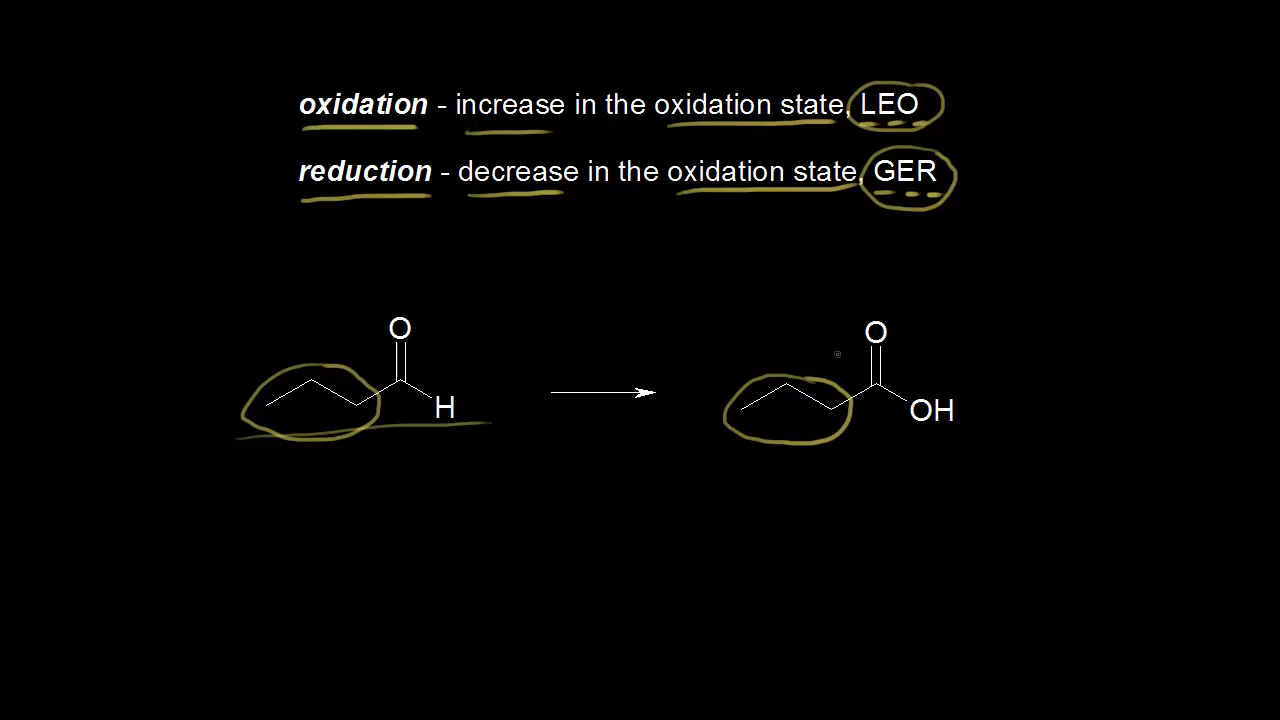 oxidation - increase in the oxidation state, LEO
reduction - decrease in the oxidation state, GER
O
O
H
OH